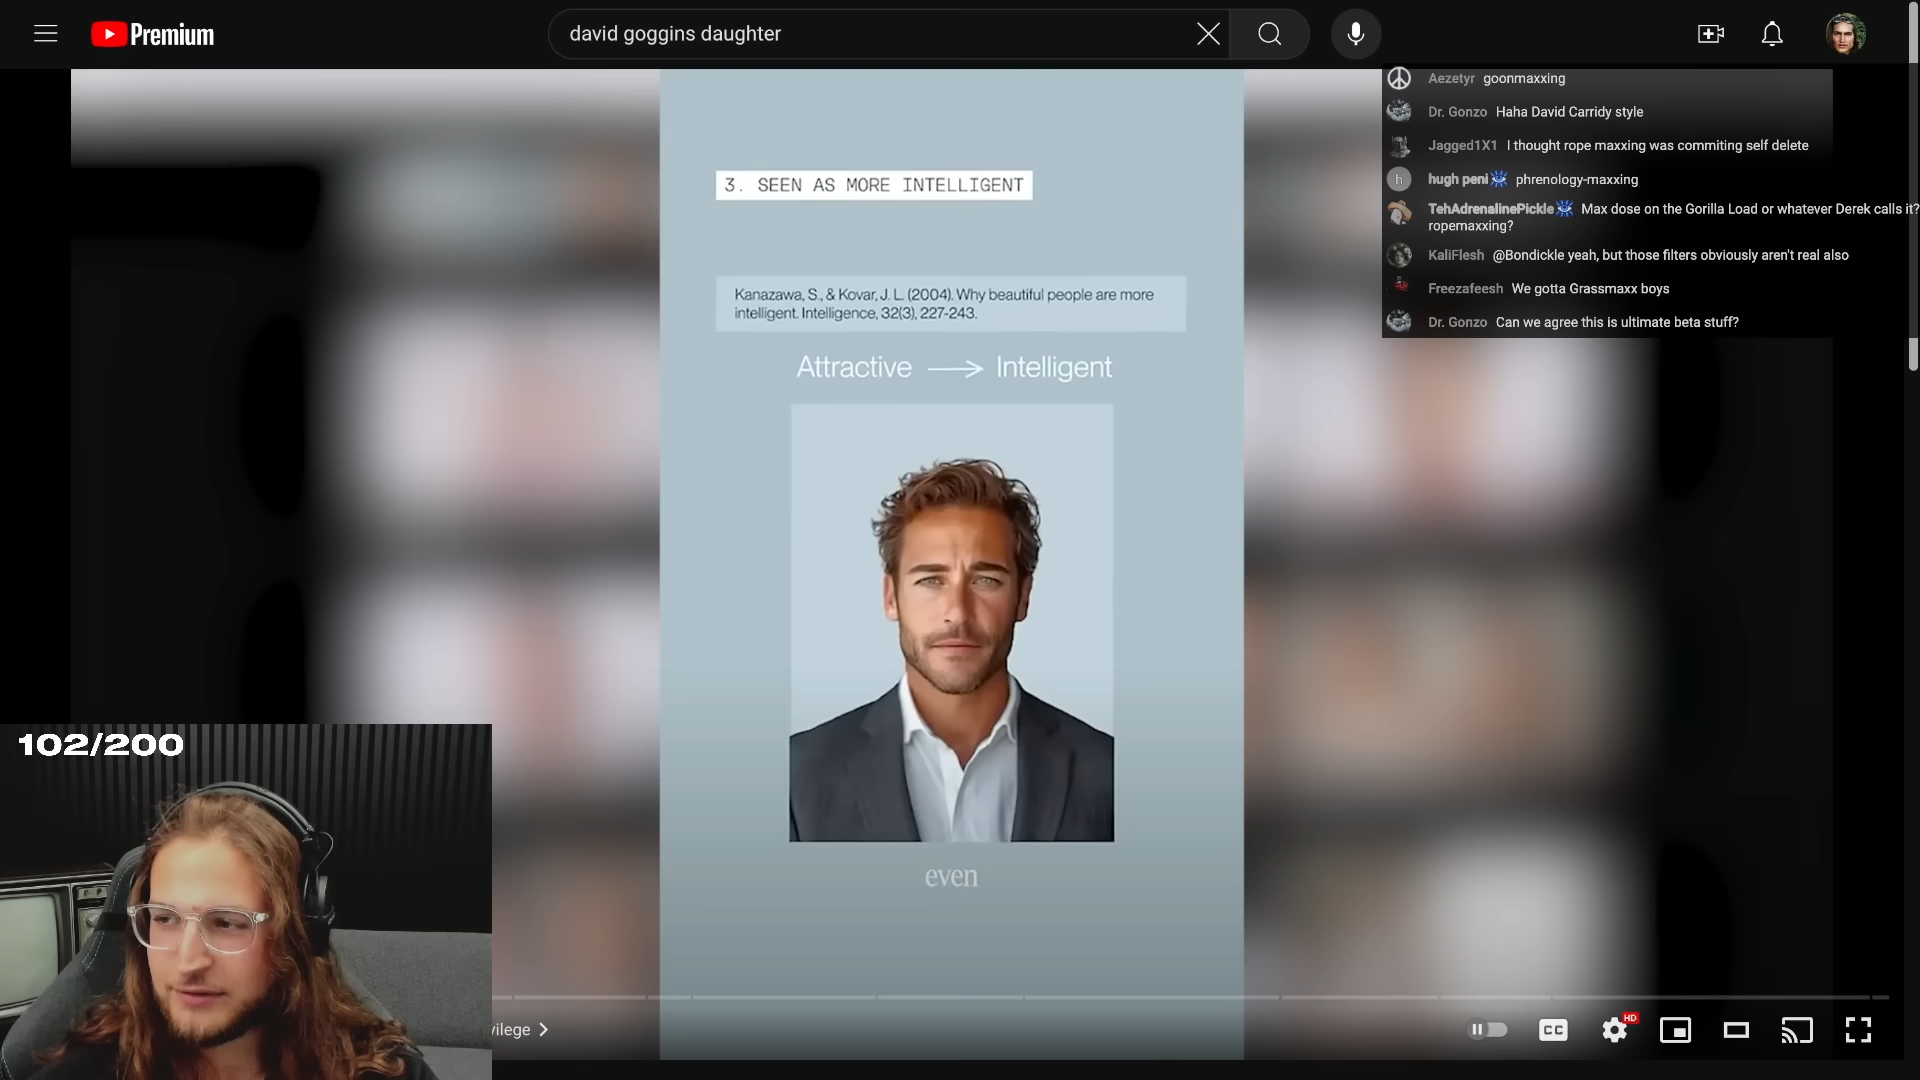 Premium
david goggins daughter
Aezetyr goonmaxxing
Dr. Gonzo Haha David Carridy style
Jagged1X1 I thought rope maxxing was commiting self delete
h hugh peni phrenology-maxxing
TehAdrenalinePickle Max dose on the Gorilla Load or whatever Derek calls it?
ropemaxxing?
KaliFlesh @Bondickle yeah, but those filters obviously aren't real also
Freezafeesh We gotta Grassmaxx boys
Dr. Gonzo Can we agree this is ultimate beta stuff?
3. SEEN AS MORE INTELLIGENT
Kanazawa, S., & Kovar, J. L. (2004). Why beautiful people are more
intelligent. Intelligence, 32(3), 227-243.
Attractive → Intelligent
even
102/200
vilege
CC
HD